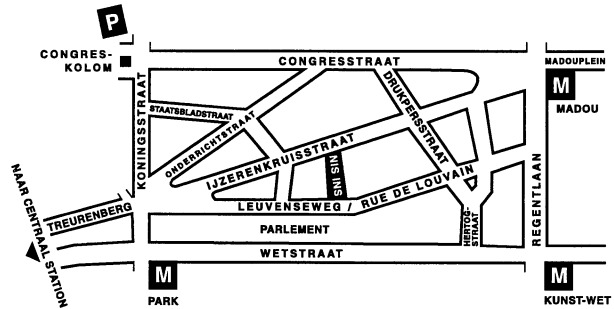 P
CONGRES-
KOLOM
CONGRESSTRAAT
MADOUPLEIN
M
MADOU
KONINGSSTRAAT
STAATSBLADSTRAAT
ONDERRICHTSTRAAT
DRUKPERSSTRAAT
IJZERENKRUISSTRAAT
NIS INS
LEUVENSEWEG / RUE DE LOUVAIN
REGENTLAAN
TREURENBERG
NAAR CENTRAAL STATION
PARLEMENT
HERTOG-
STRAAT
WETSTRAAT
M
PARK
M
KUNST-WET